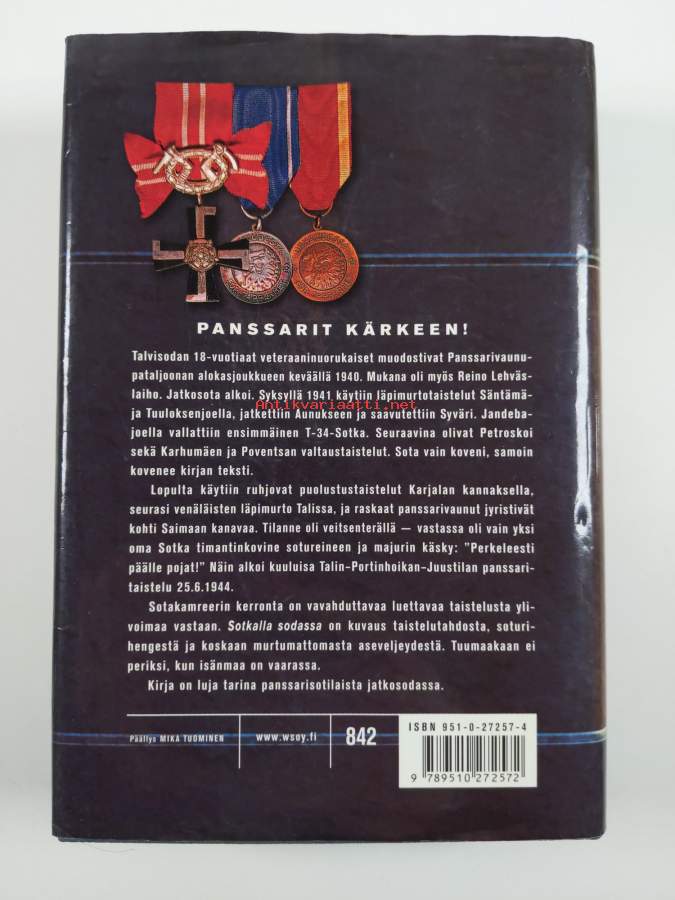 PANSSARIT KÄRKEEN!
Talvisodan 18-vuotiaat veteraaninuorukaiset muodostivat Panssarivaunu-
pataljoonan alokasjoukkueen keväällä 1940. Mukana oli myös Reino Lehväs-
laiho. Jatkosota alkoi. Syksyllä 1941 käytiin läpimurtotaistelut Säntämä-
ja Tuuloksenjoella, jatkettiin Aunukseen ja saavutettiin Syväri. Jandeba-
Antikvariaatti.net
joella vallattiin ensimmäinen T-34-Sotka. Seuraavina olivat Petroskoi
sekä Karhumäen ja Poventsan valtaustaistelut. Sota vain koveni, samoin
kovenee kirjan teksti.
Lopulta käytiin ruhjovat puolustustaistelut Karjalan kannaksella,
seurasi venäläisten läpimurto Talissa, ja raskaat panssarivaunut jyristivät
kohti Saimaan kanavaa. Tilanne oli veitsenterällä — vastassa oli vain yksi
oma Sotka timantinkovine sotureineen ja majurin käsky: "Perkeleesti
päälle pojat!" Näin alkoi kuuluisa Talin-Portinhoikan-Juustilan panssari-
taistelu 25.6.1944.
Sotakamreerin kerronta on vavahduttavaa luettavaa taistelusta yli-
voimaa vastaan. Sotkalla sodassa on kuvaus taistelutahdosta, soturi-
hengestä ja koskaan murtumattomasta aseveljeydestä. Tuumaakaan ei
periksi, kun isänmaa on vaarassa.
Kirja on luja tarina panssarisotilaista jatkosodassa.
Päällys MIKA TUOMINEN
www.wsoy.fi
842
ISBN 951-0-27257-4
9 789510 272572